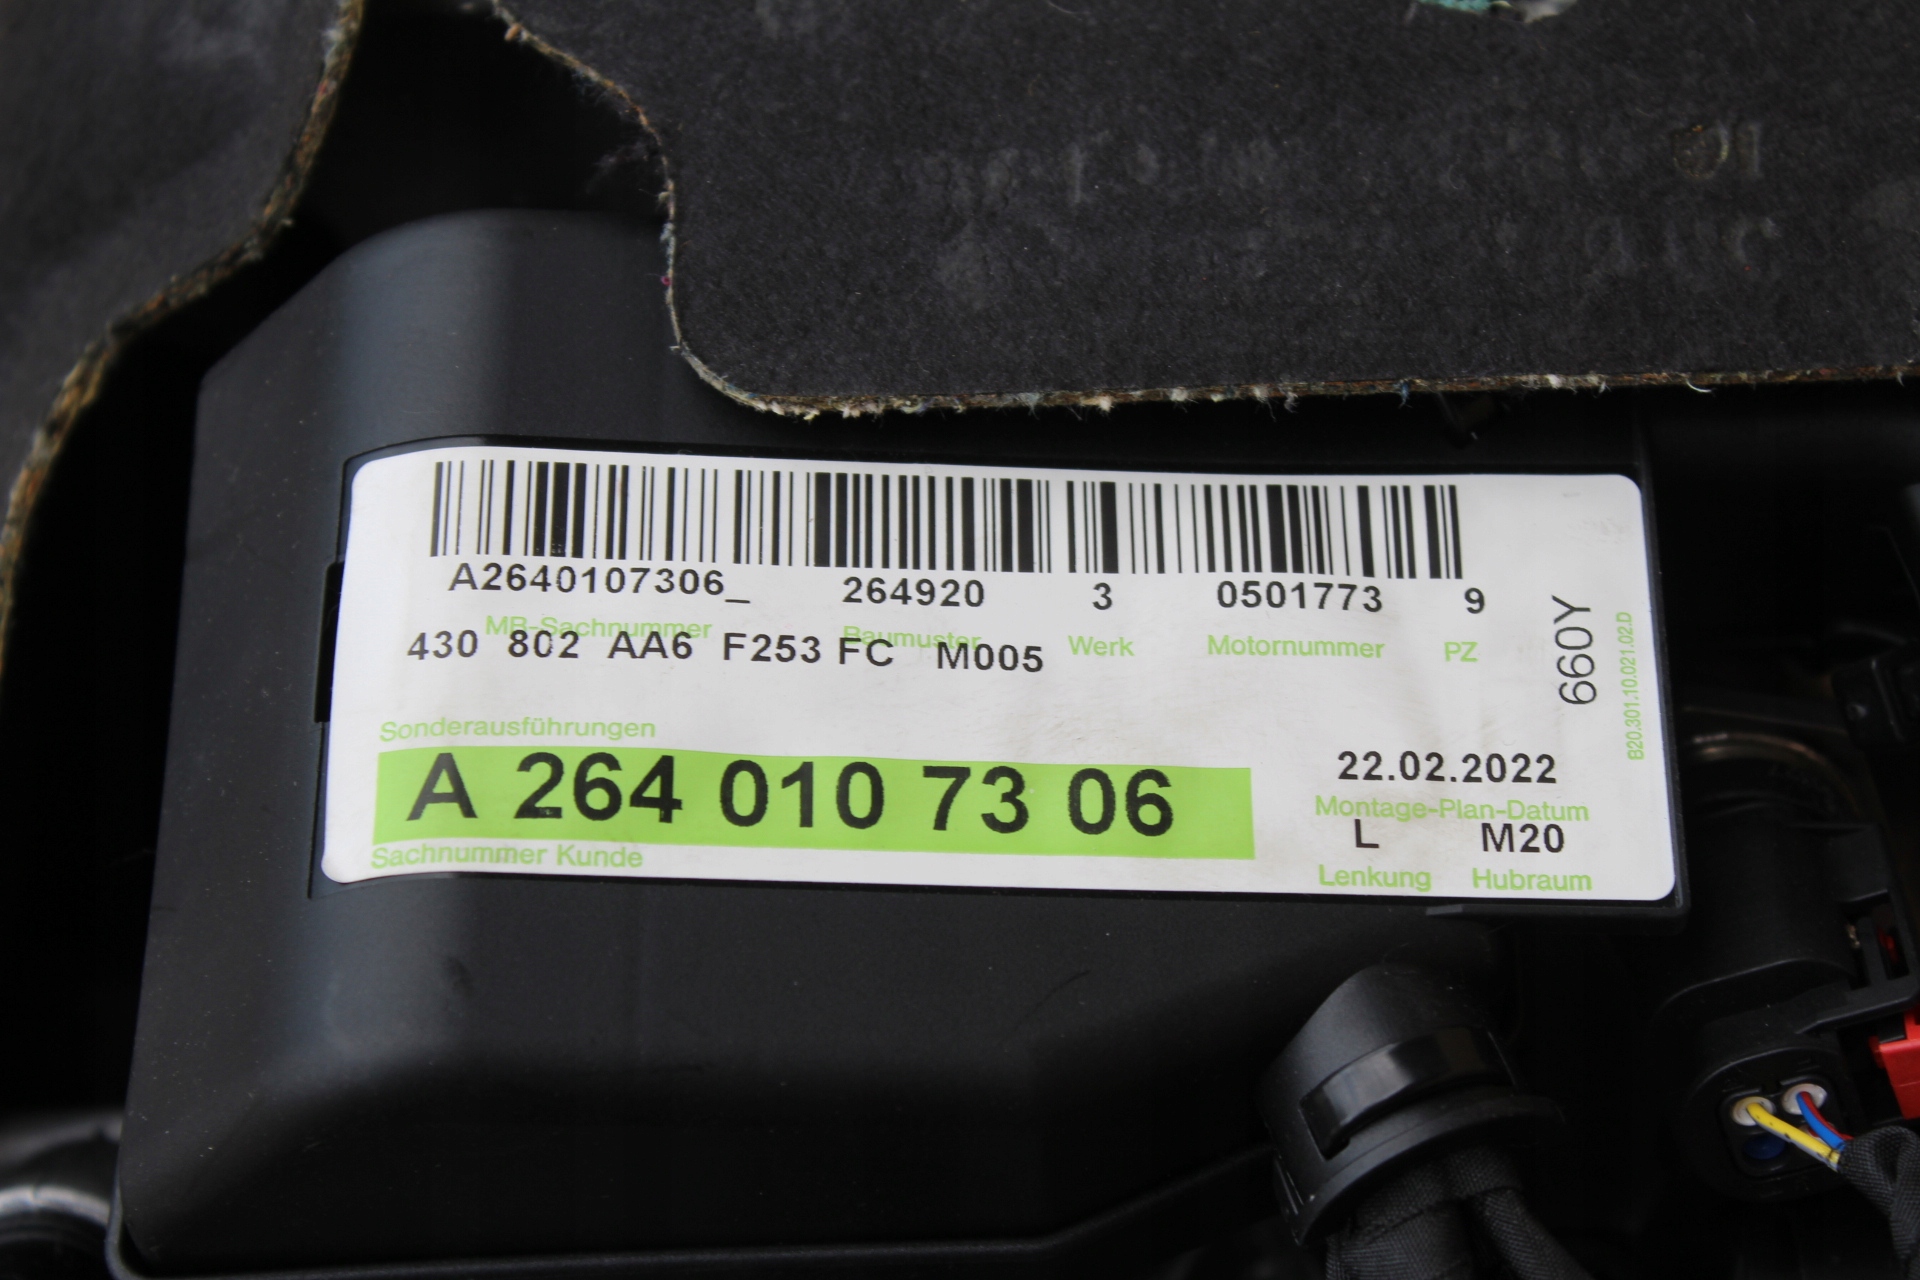 A2640107306_ 264920 3 0501773 9
MB-Sachnummer Baumuster Werk Motornummer PZ
430 802 AA6 F253 FC M005
660Y
B20.301.10.021.02.D
Sonderausführungen
A 264 010 73 06
Sachnummer Kunde
22.02.2022
Montage-Plan-Datum
L M20
Lenkung Hubraum